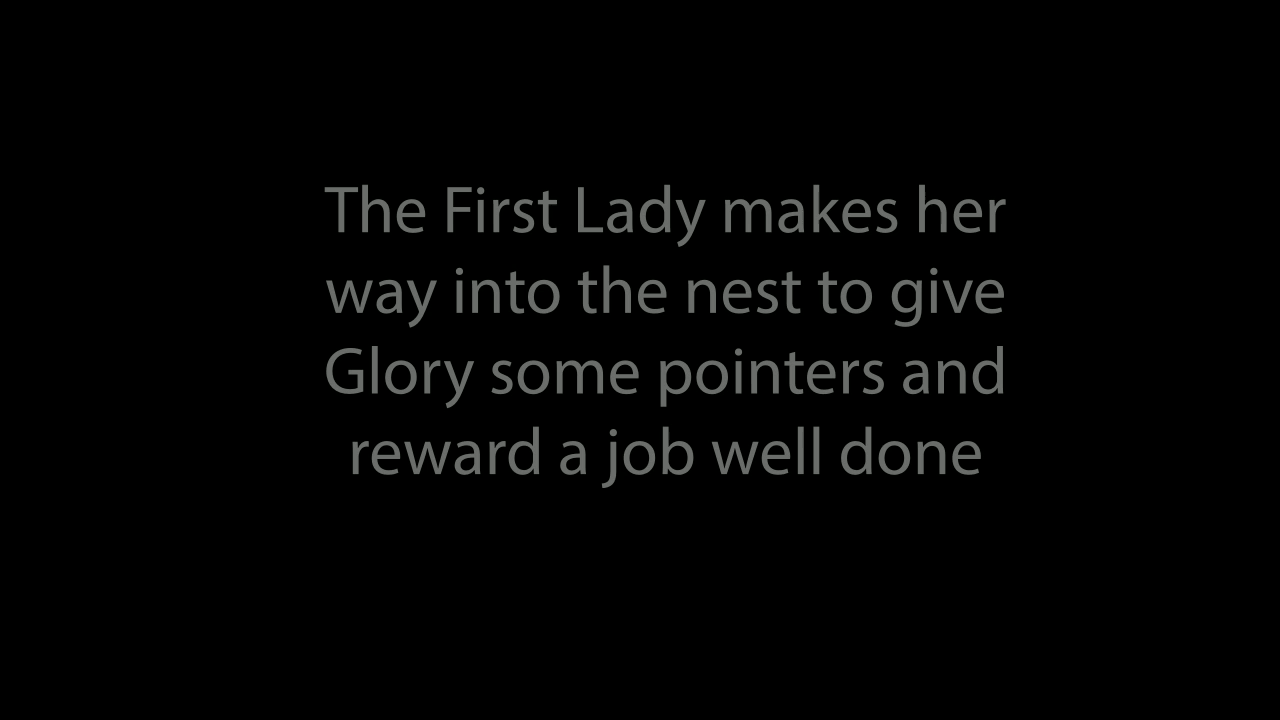 The First Lady makes her
way into the nest to give
Glory some pointers and
reward a job well done